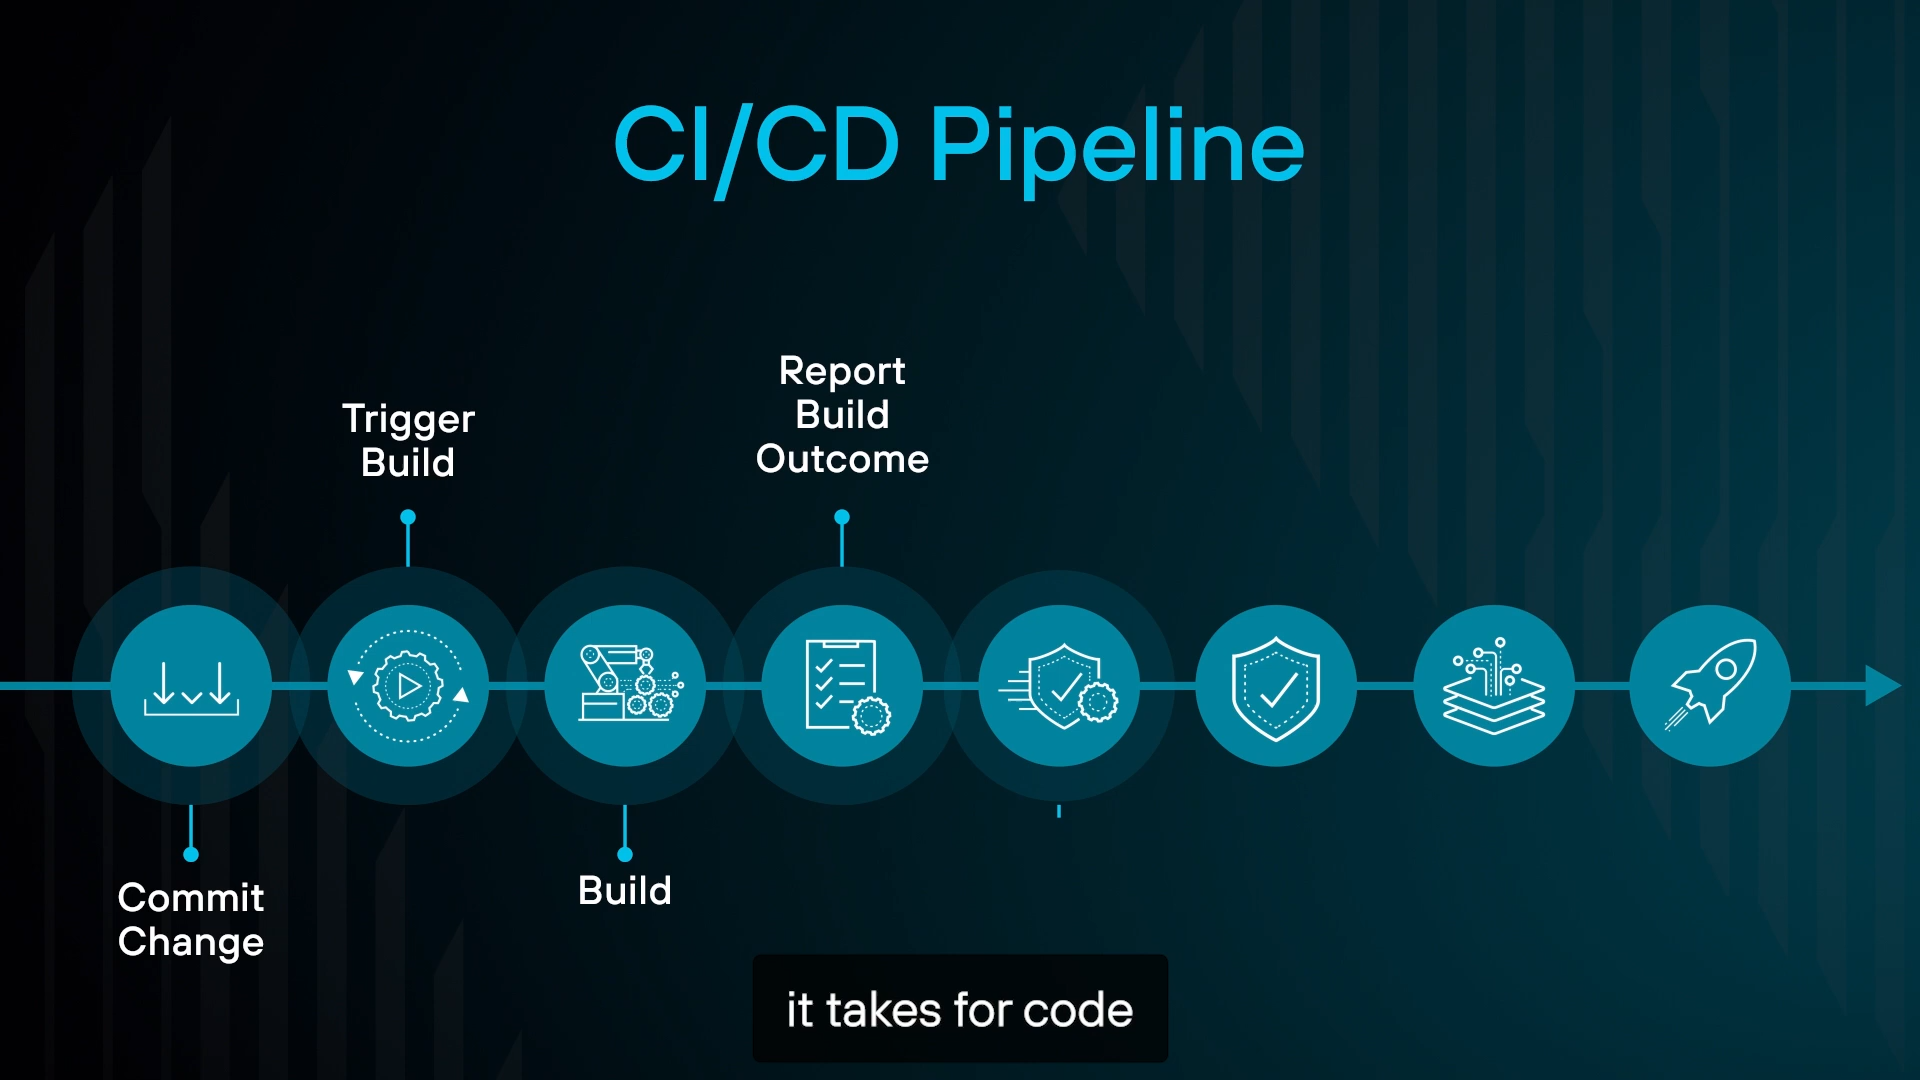 CI/CD Pipeline
Report
Build
Outcome
Trigger
Build
Commit
Change
Build
it takes for code